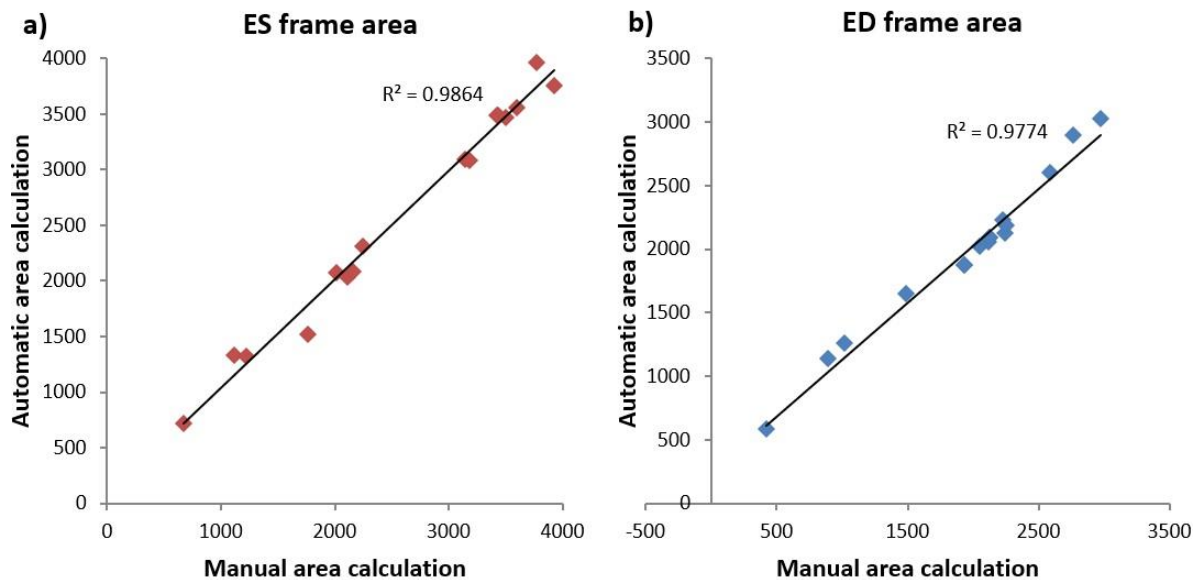 a)
ES frame area
4000
3500
3000
2500
2000
1500
1000
500
0
R² = 0.9864
Automatic area calculation
0 1000 2000 3000 4000
Manual area calculation
b)
ED frame area
3500
3000
2500
2000
1500
1000
500
0
R² = 0.9774
Automatic area calculation
-500 500 1500 2500 3500
Manual area calculation